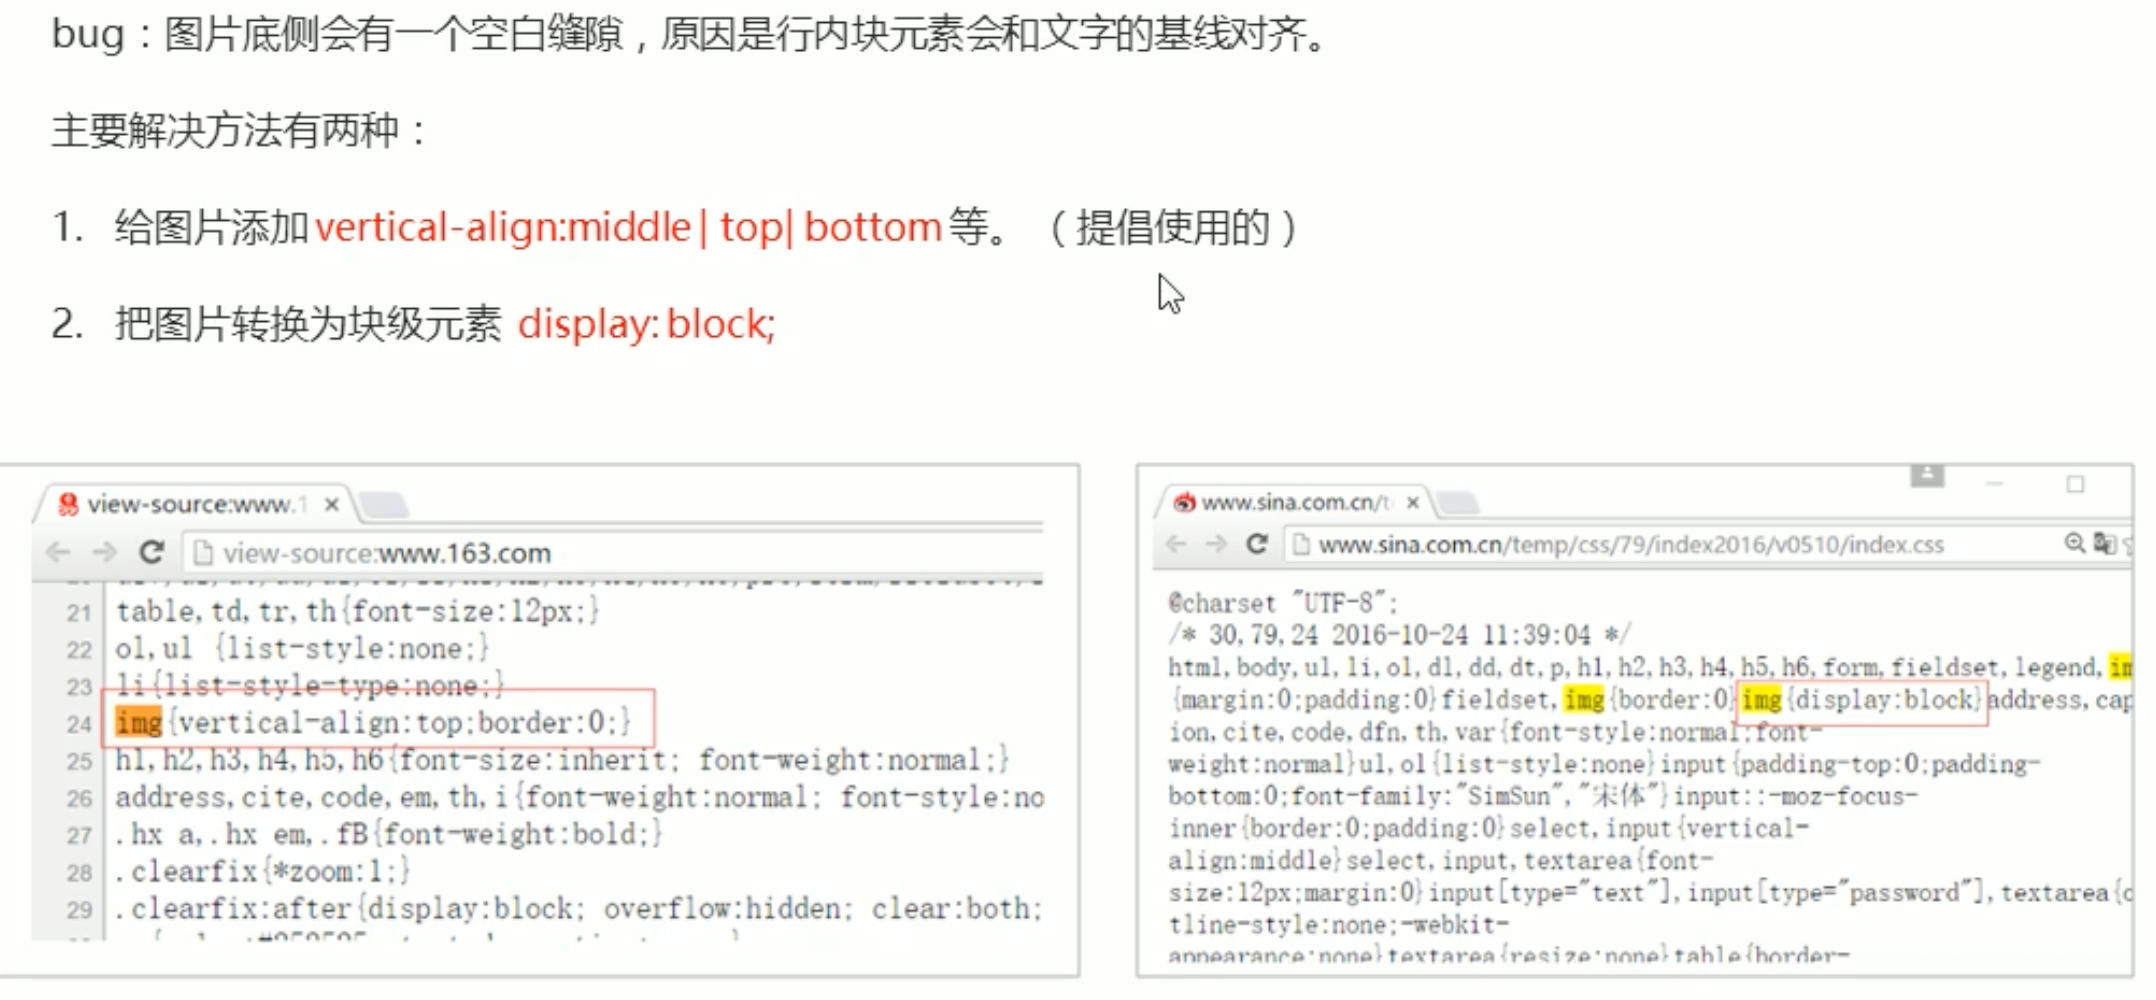 bug：图片底侧会有一个空白缝隙，原因是行内块元素会和文字的基线对齐。
主要解决方法有两种：
1. 给图片添加vertical-align:middle| top| bottom等。（提倡使用的）
2. 把图片转换为块级元素 display:block;
view-source:www.1
view-source:www.163.com
21 table,td,tr,th{font-size:12px;}
22 ol,ul {list-style:none;}
23 li{list-style-type:none;}
24 img{vertical-align:top;border:0;}
25 h1,h2,h3,h4,h5,h6{font-size:inherit; font-weight:normal;}
26 address,cite,code,em,th,i{font-weight:normal; font-style:no
27 .hx a,.hx em,.fB{font-weight:bold;}
28 .clearfix{*zoom:1;}
29 .clearfix:after{display:block; overflow:hidden; clear:both;
www.sina.com.cn/t
www.sina.com.cn/temp/css/79/index2016/v0510/index.css
@charset "UTF-8";
/* 30,79,24 2016-10-24 11:39:04 */
html,body,ul,li,ol,dl,dd,dt,p,h1,h2,h3,h4,h5,h6,form,fieldset,legend,im
{margin:0;padding:0}fieldset,img{border:0}img{display:block}address,cap
ion,cite,code,dfn,th,var{font-style:normal;font-
weight:normal}ul,ol{list-style:none}input{padding-top:0;padding-
bottom:0;font-family:"SimSun","宋体"}input::-moz-focus-
inner{border:0;padding:0}select,input{vertical-
align:middle}select,input,textarea{font-
size:12px;margin:0}input[type="text"],input[type="password"],textarea{o
tline-style:none;-webkit-
appearance:none}textarea{resize:none}table{border-